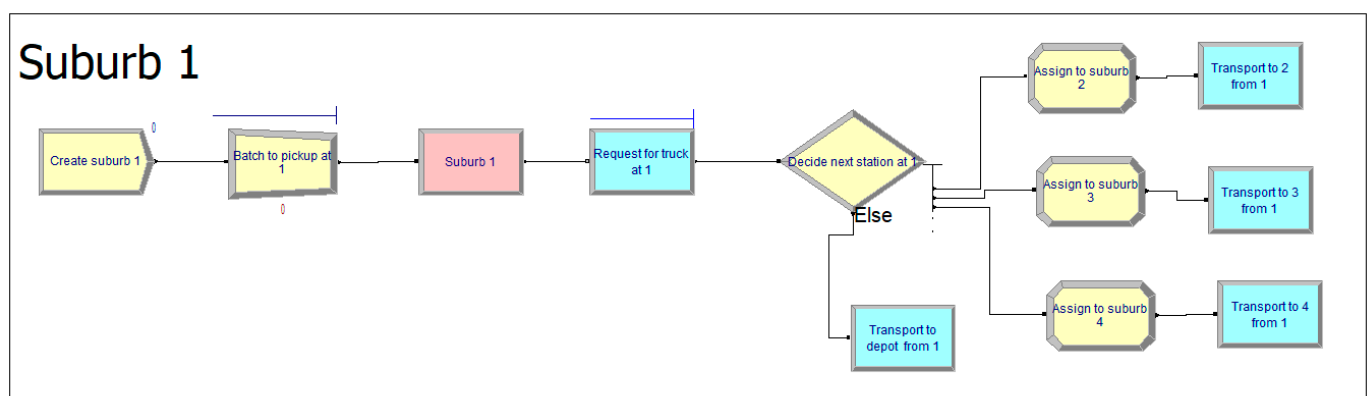 Suburb 1
Create suburb 1
0
Batch to pickup at
1
0
Suburb 1
Request for truck
at 1
Decide next station at 1
Else
Assign to suburb
2
Transport to 2
from 1
Assign to suburb
3
Transport to 3
from 1
Assign to suburb
4
Transport to 4
from 1
Transport to
depot from 1